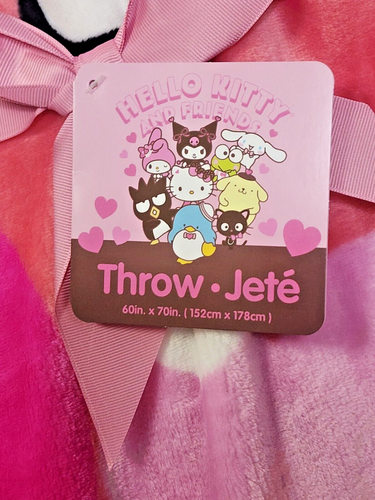 HELLO KITTY
AND FRIENDS
Throw • Jeté
60in. x 70in. (152cm x 178cm)